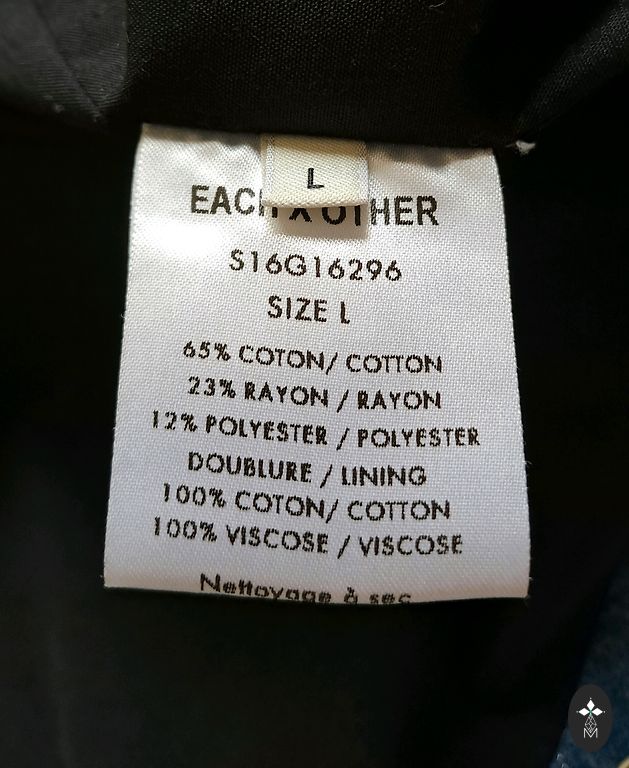 L
EACH X OTHER
S16G16296
SIZE L
65% COTON/ COTTON
23% RAYON / RAYON
12% POLYESTER / POLYESTER
DOUBLURE / LINING
100% COTON/ COTTON
100% VISCOSE / VISCOSE
Nettoyage à sec